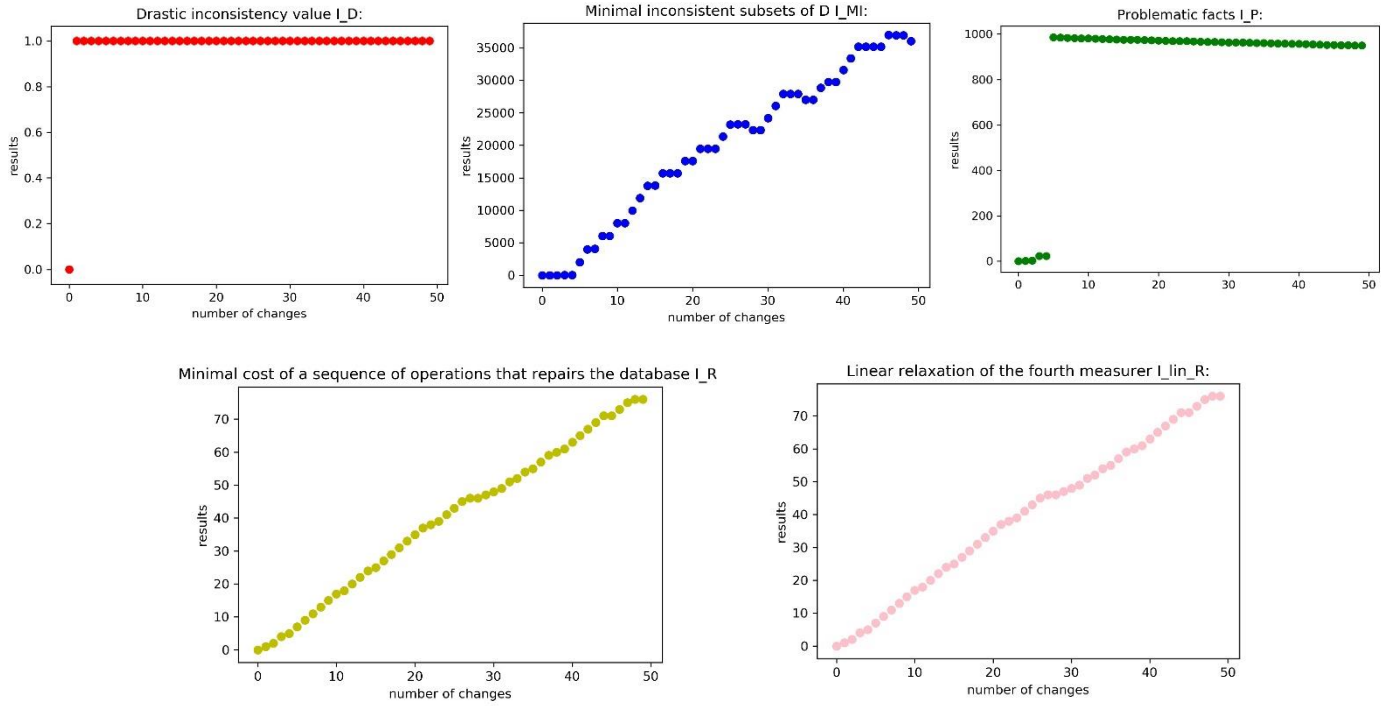 Drastic inconsistency value I_D:
1.0
0.8
0.6
0.4
0.2
0.0
results
0 10 20 30 40 50
number of changes
Minimal inconsistent subsets of D I_MI:
35000
30000
25000
20000
15000
10000
5000
0
results
0 10 20 30 40 50
number of changes
Problematic facts I_P:
1000
800
600
400
200
0
results
0 10 20 30 40 50
number of changes
Minimal cost of a sequence of operations that repairs the database I_R
70
60
50
40
30
20
10
0
results
0 10 20 30 40 50
number of changes
Linear relaxation of the fourth measurer I_lin_R:
70
60
50
40
30
20
10
0
results
0 10 20 30 40 50
number of changes